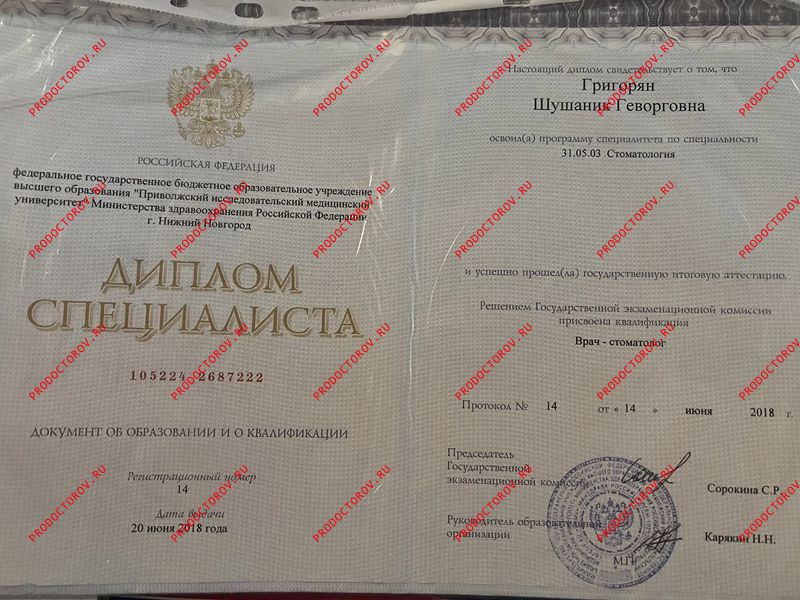 РОССИЙСКАЯ ФЕДЕРАЦИЯ
федеральное государственное бюджетное образовательное учреждение
высшего образования "Приволжский исследовательский медицинский
университет" Министерства здравоохранения Российской Федерации
г. Нижний Новгород
ДИПЛОМ
СПЕЦИАЛИСТА
105224 2687222
ДОКУМЕНТ ОБ ОБРАЗОВАНИИ И О КВАЛИФИКАЦИИ
Регистрационный номер
14
Дата выдачи
20 июня 2018 года
Настоящий диплом свидетельствует о том, что
Григорян
Шушаник Геворговна
освоил(а) программу специалитета по специальности
31.05.03 Стоматология
и успешно прошел(ла) государственную итоговую аттестацию.
Решением Государственной экзаменационной комиссии
присвоена квалификация
Врач - стоматолог
Протокол № 14 от « 14 » июня 2018 г.
Председатель
Государственной
экзаменационной комиссии
Сорокина С.Р.
Руководитель образовательной
организации
Карякин Н.Н.
М.П.
PRODOCTOROV.RU